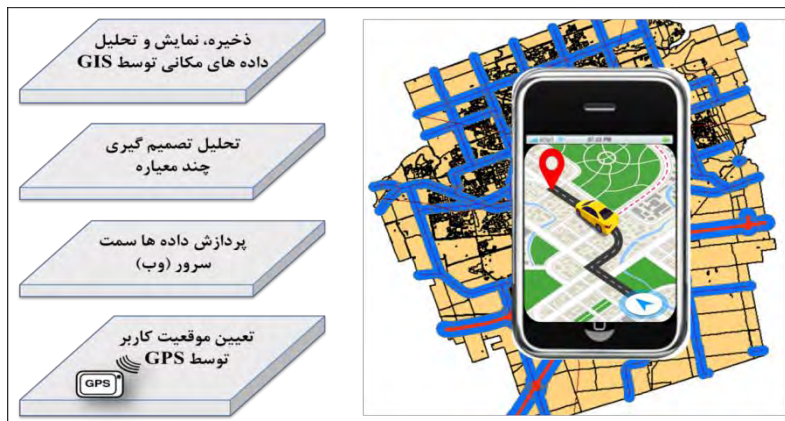 ذخیره، نمایش و تحلیل
داده های مکانی توسط GIS
تحلیل تصمیم گیری
چند معیاره
پردازش داده ها سمت
سرور (وب)
تعیین موقعیت کاربر
توسط GPS
GPS